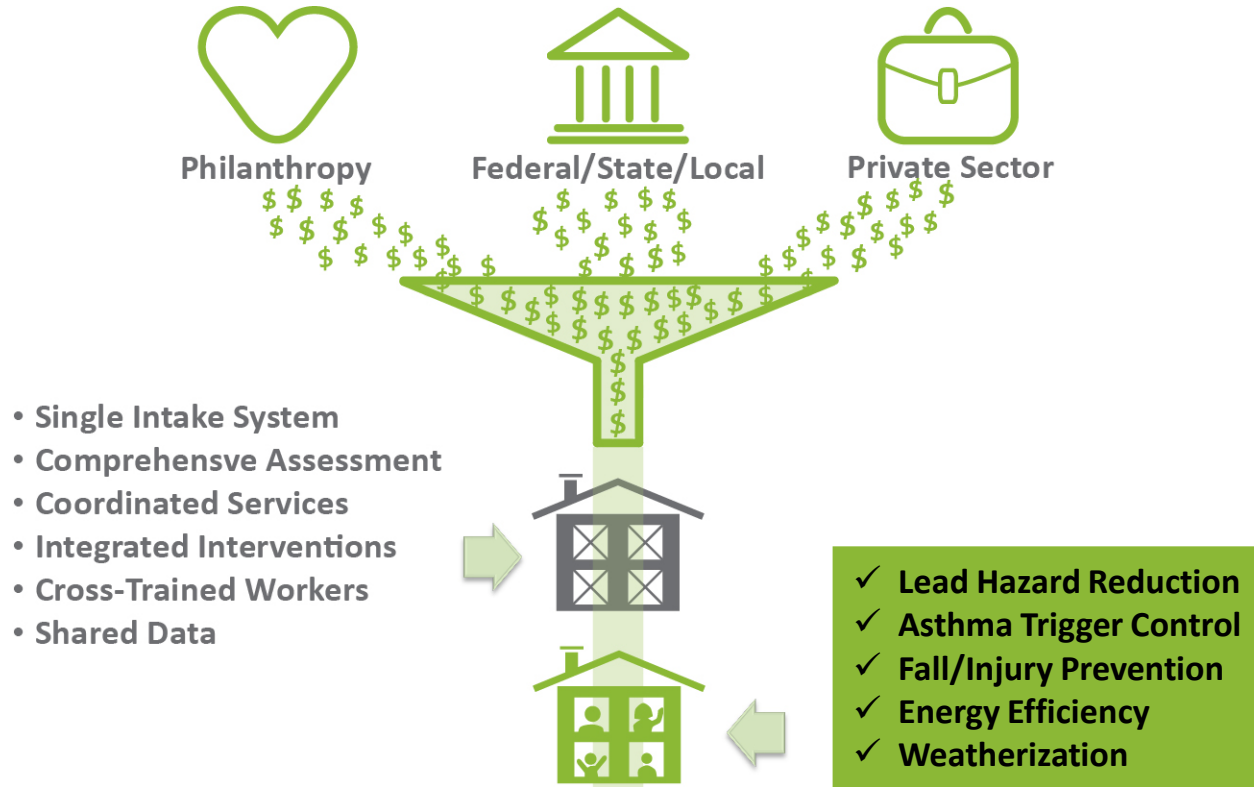 Philanthropy
Federal/State/Local
Private Sector
• Single Intake System
• Comprehensve Assessment
• Coordinated Services
• Integrated Interventions
• Cross-Trained Workers
• Shared Data
✓ Lead Hazard Reduction
✓ Asthma Trigger Control
✓ Fall/Injury Prevention
✓ Energy Efficiency
✓ Weatherization